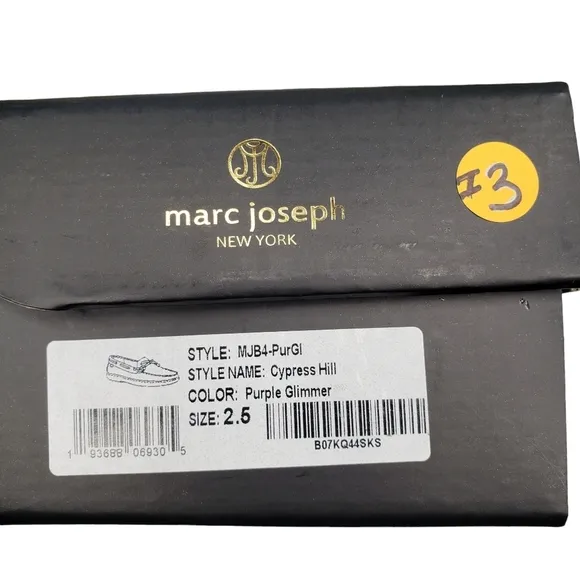 marc joseph
NEW YORK
I3
STYLE: MJB4-PurGl
STYLE NAME: Cypress Hill
COLOR: Purple Glimmer
SIZE: 2.5
1 93688 06930 5
B07KQ44SKS